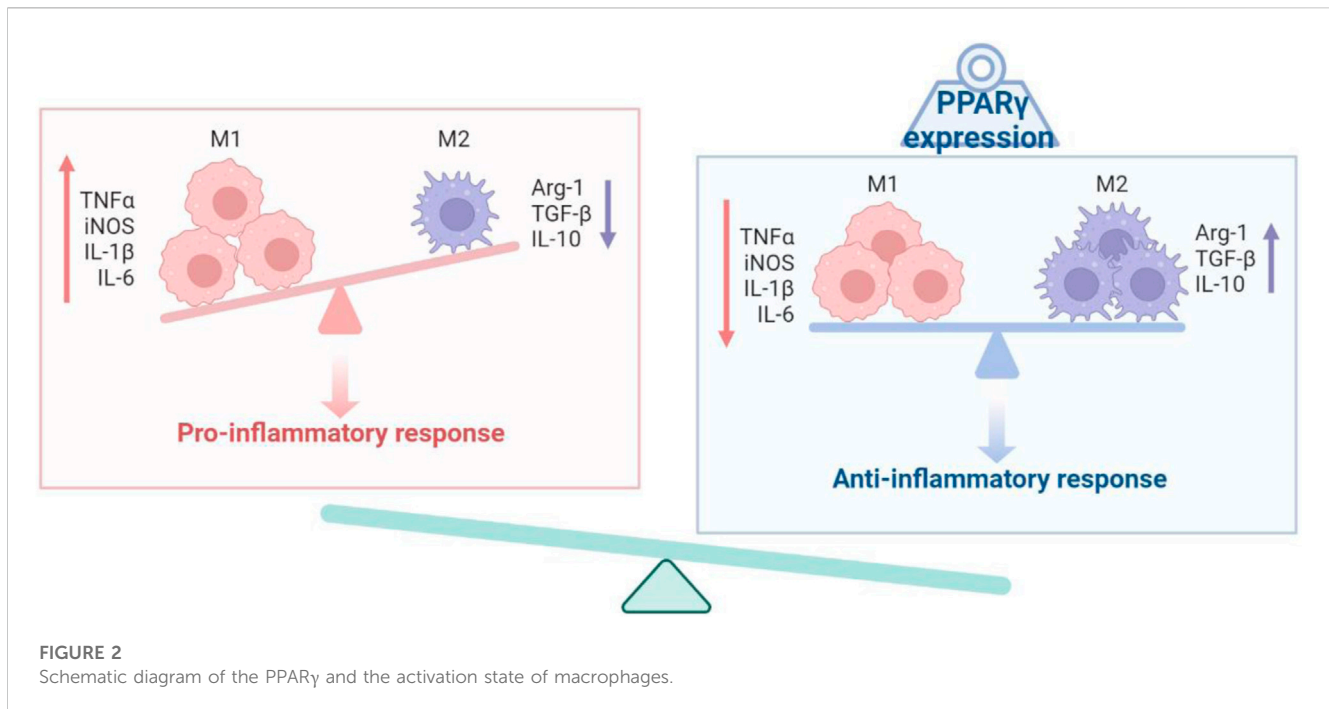 M1
M2
TNFα
iNOS
IL-1β
IL-6
Arg-1
TGF-β
IL-10
Pro-inflammatory response
PPARγ
expression
M1
M2
TNFα
iNOS
IL-1β
IL-6
Arg-1
TGF-β
IL-10
Anti-inflammatory response
FIGURE 2
Schematic diagram of the PPARγ and the activation state of macrophages.